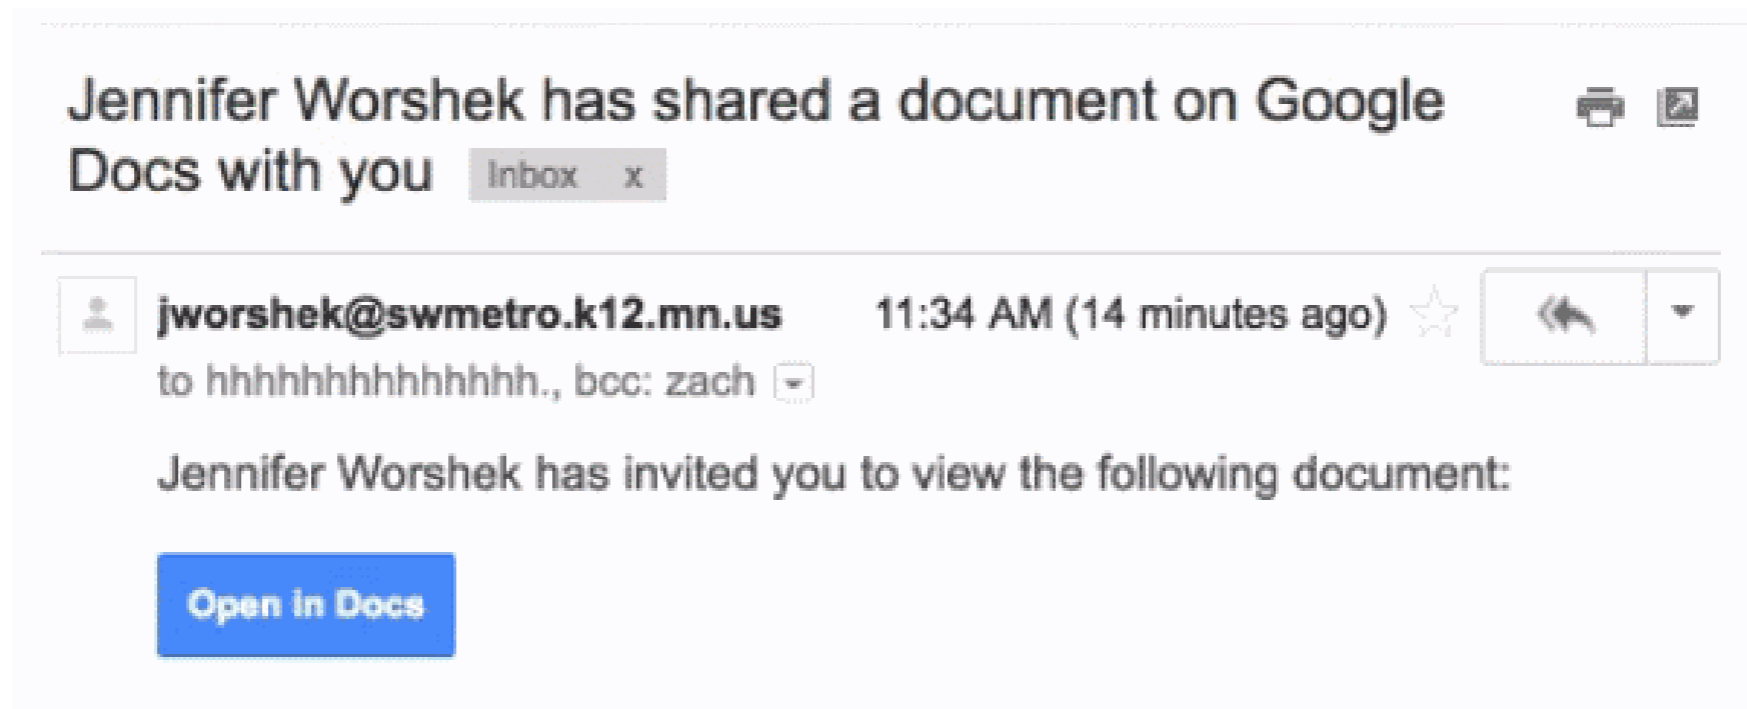 Jennifer Worshek has shared a document on Google
Docs with you Inbox x
jworshek@swmetro.k12.mn.us 11:34 AM (14 minutes ago)
to hhhhhhhhhhhhhh., bcc: zach
Jennifer Worshek has invited you to view the following document:
Open in Docs